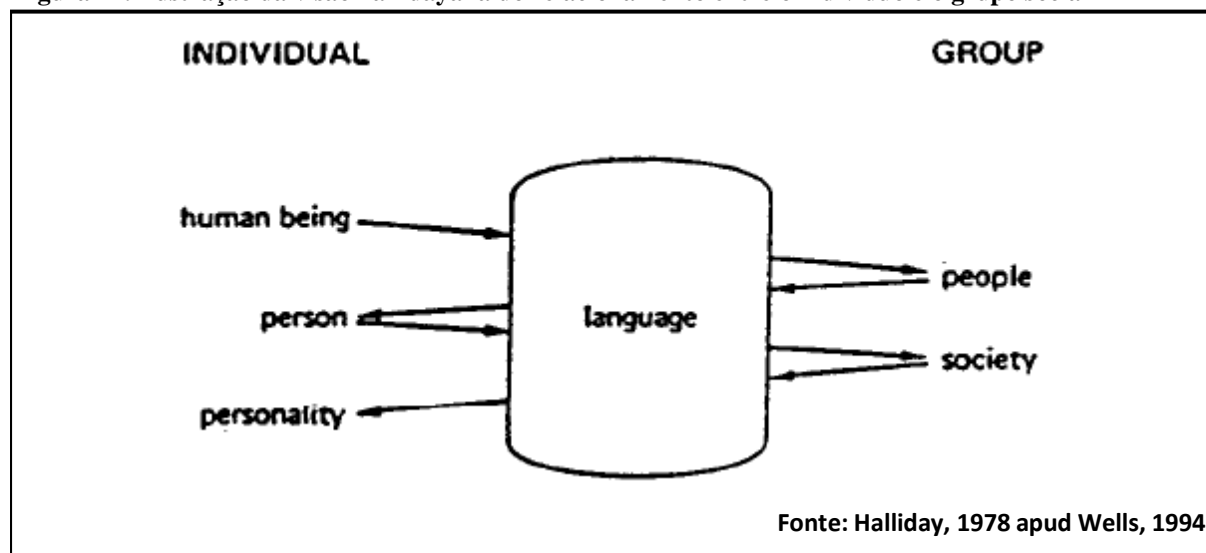 INDIVIDUAL GROUP
human being
people
person
language
society
personality
Fonte: Halliday, 1978 apud Wells, 1994